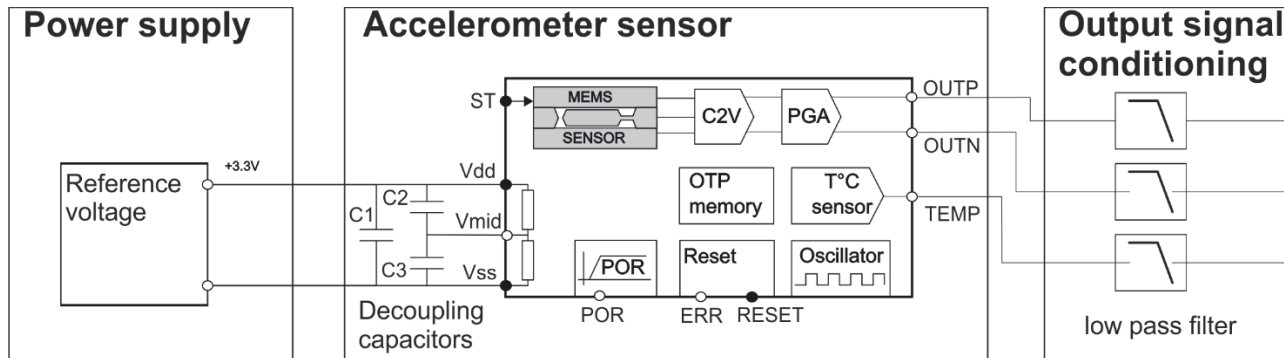 Power supply
Reference
voltage
+3.3V
Accelerometer sensor
ST
MEMS
SENSOR
C2V
PGA
OUTP
OUTN
Vdd
C2
C1
Vmid
C3
Vss
Decoupling
capacitors
OTP
memory
T°C
sensor
TEMP
POR
Reset
Oscillator
POR
ERR
RESET
Output signal
conditioning
low pass filter